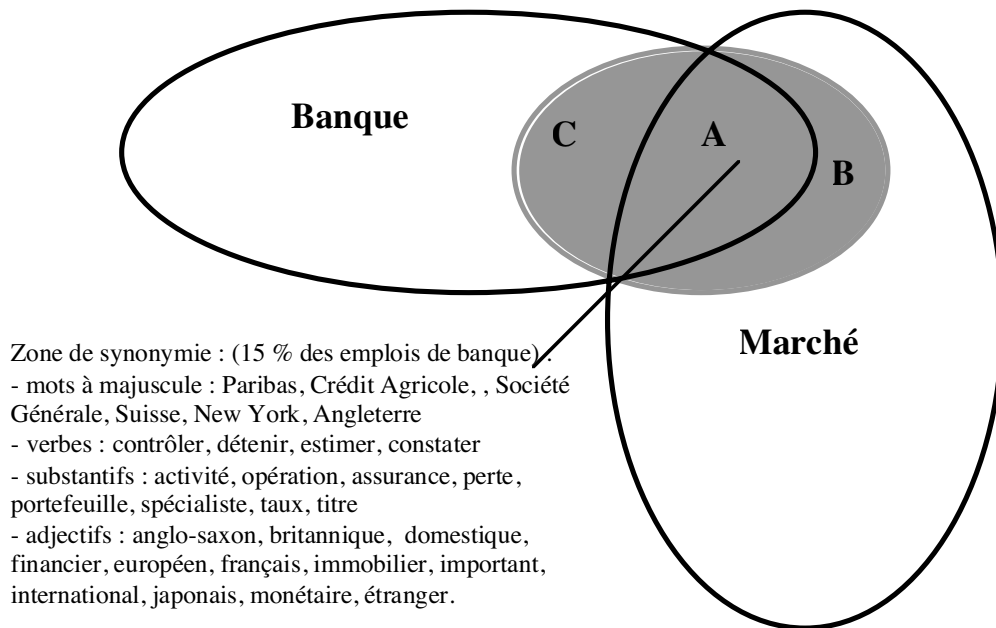 Banque
C
A
B
Marché
Zone de synonymie : (15 % des emplois de banque) :
- mots à majuscule : Paribas, Crédit Agricole, , Société
Générale, Suisse, New York, Angleterre
- verbes : contrôler, détenir, estimer, constater
- substantifs : activité, opération, assurance, perte,
portefeuille, spécialiste, taux, titre
- adjectifs : anglo-saxon, britannique, domestique,
financier, européen, français, immobilier, important,
international, japonais, monétaire, étranger.